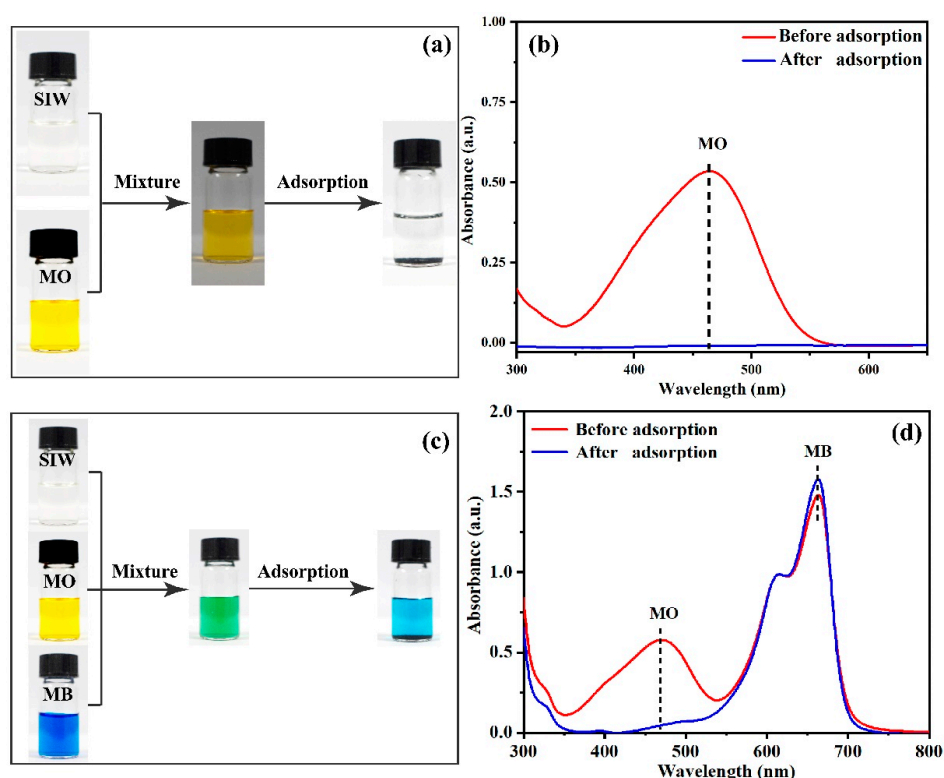 (a)
SIW
MO
Mixture
Adsorption
(b)
Before adsorption
After adsorption
MO
Absorbance (a.u.)
1.00
0.75
0.50
0.25
0.00
300
400
500
600
Wavelength (nm)
(c)
SIW
MO
MB
Mixture
Adsorption
(d)
Before adsorption
After adsorption
MB
MO
Absorbance (a.u.)
2.0
1.5
1.0
0.5
0.0
300
400
500
600
700
800
Wavelength (nm)